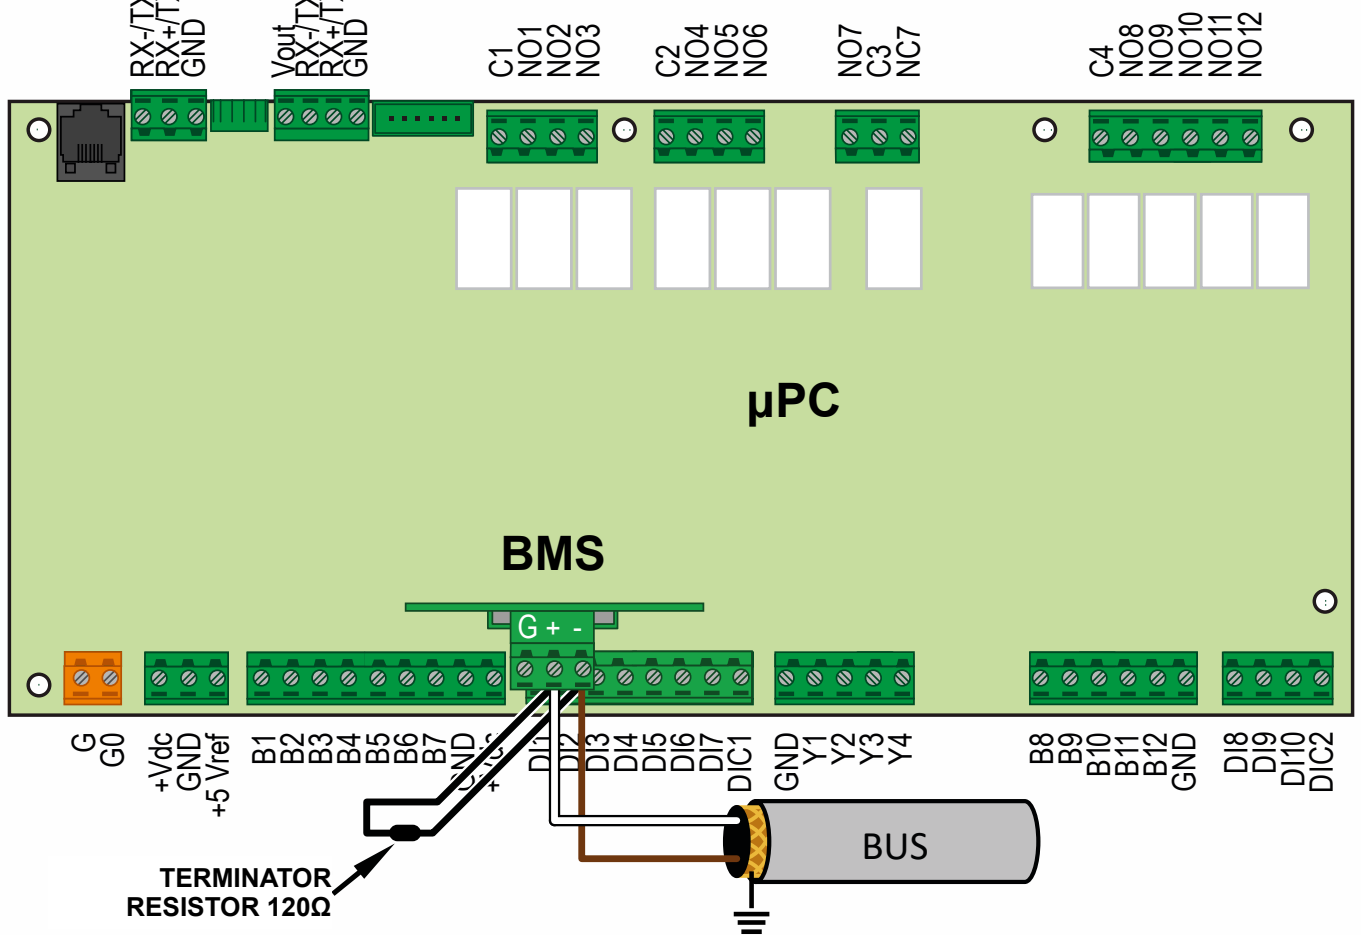 RX-/TX
RX+/TX
GND
Vout
RX-/TX
RX+/TX
GND
C1
NO1
NO2
NO3
C2
NO4
NO5
NO6
NO7
C3
NC7
C4
NO8
NO9
NO10
NO11
NO12
µPC
BMS
G + -
G
G0
+Vdc
GND
+5 Vref
B1
B2
B3
B4
B5
B6
B7
GND
DI1
DI2
DI3
DI4
DI5
DI6
DI7
DIC1
GND
Y1
Y2
Y3
Y4
B8
B9
B10
B11
B12
GND
DI8
DI9
DI10
DIC2
BUS
TERMINATOR
RESISTOR 120Ω